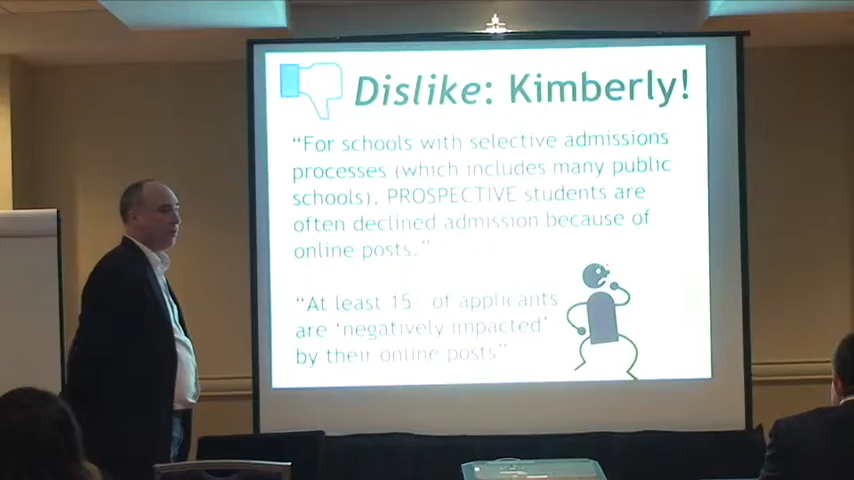 Dislike: Kimberly!
“For schools with selective admissions
processes (which includes many public
schools), PROSPECTIVE students are
often declined admission because of
online posts.”
“At least 15 of applicants
are ‘negatively impacted’
by their online posts”